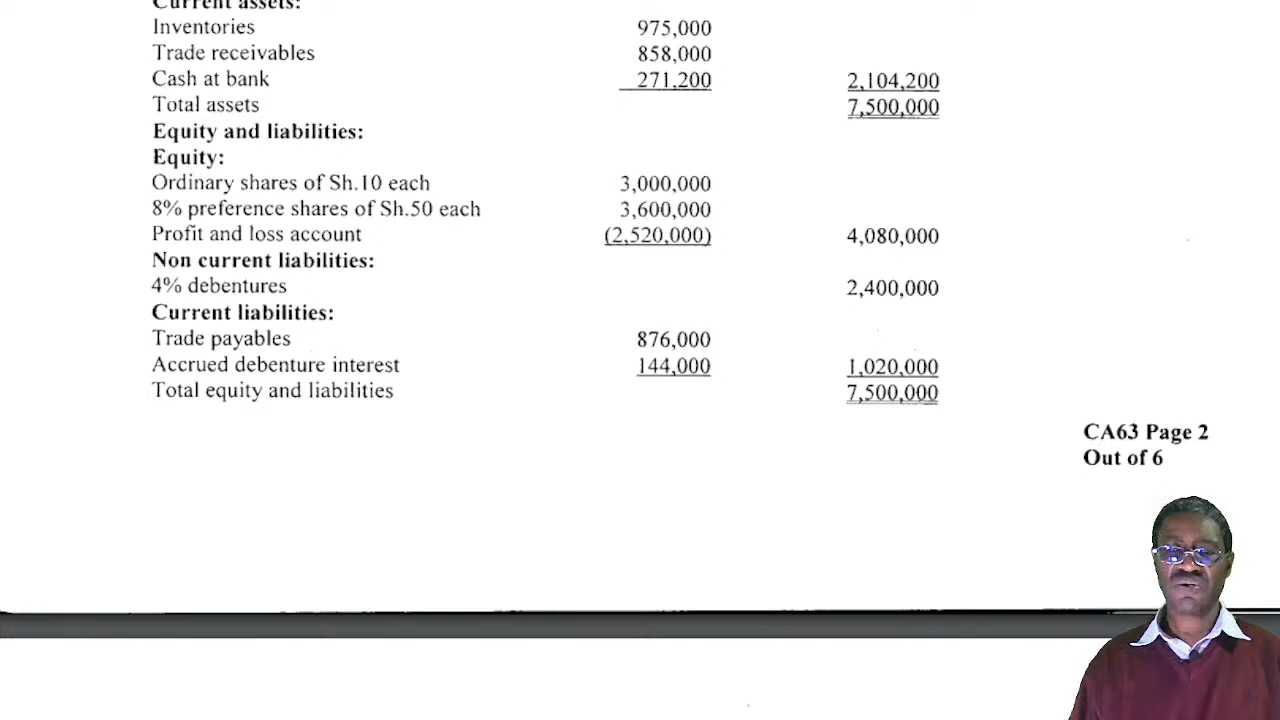 Current assets:
Inventories 975,000
Trade receivables 858,000
Cash at bank 271,200 2,104,200
Total assets 7,500,000
Equity and liabilities:
Equity:
Ordinary shares of Sh.10 each 3,000,000
8% preference shares of Sh.50 each 3,600,000
Profit and loss account (2,520,000) 4,080,000
Non current liabilities:
4% debentures 2,400,000
Current liabilities:
Trade payables 876,000
Accrued debenture interest 144,000 1,020,000
Total equity and liabilities 7,500,000
CA63 Page 2
Out of 6